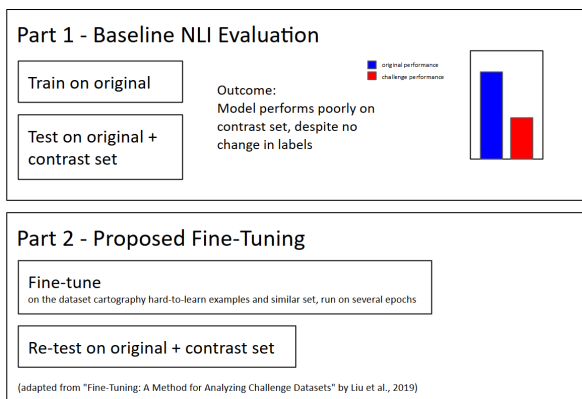 Part 1 - Baseline NLI Evaluation
Train on original
Test on original +
contrast set
Outcome:
Model performs poorly on
contrast set, despite no
change in labels
original performance
challenge performance
Part 2 - Proposed Fine-Tuning
Fine-tune
on the dataset cartography hard-to-learn examples and similar set, run on several epochs
Re-test on original + contrast set
(adapted from "Fine-Tuning: A Method for Analyzing Challenge Datasets" by Liu et al., 2019)